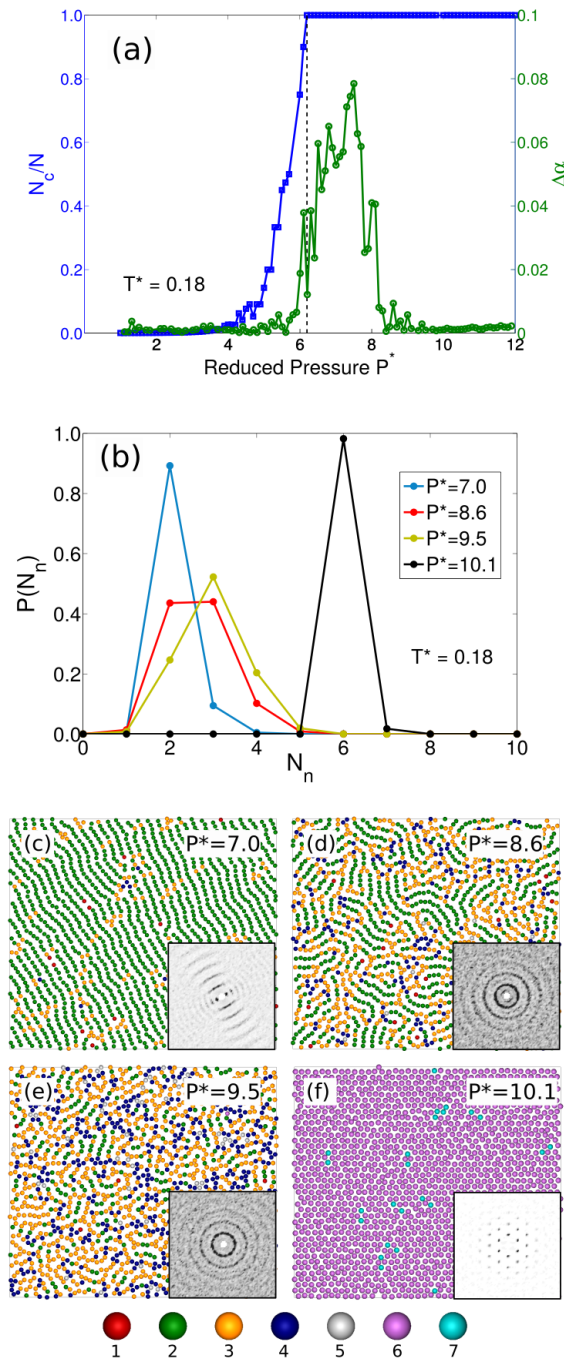 (a)
1.0
0.8
0.6
0.4
0.2
0.0
N_c/N
0.1
0.08
0.06
0.04
0.02
0
Δα
T* = 0.18
2 4 6 8 10 12
Reduced Pressure P*
(b)
1.0
0.8
0.6
0.4
0.2
0.0
P(N_n)
P*=7.0
P*=8.6
P*=9.5
P*=10.1
T* = 0.18
0 2 4 6 8 10
N_n
(c) P*=7.0
(d) P*=8.6
(e) P*=9.5
(f) P*=10.1
1 2 3 4 5 6 7